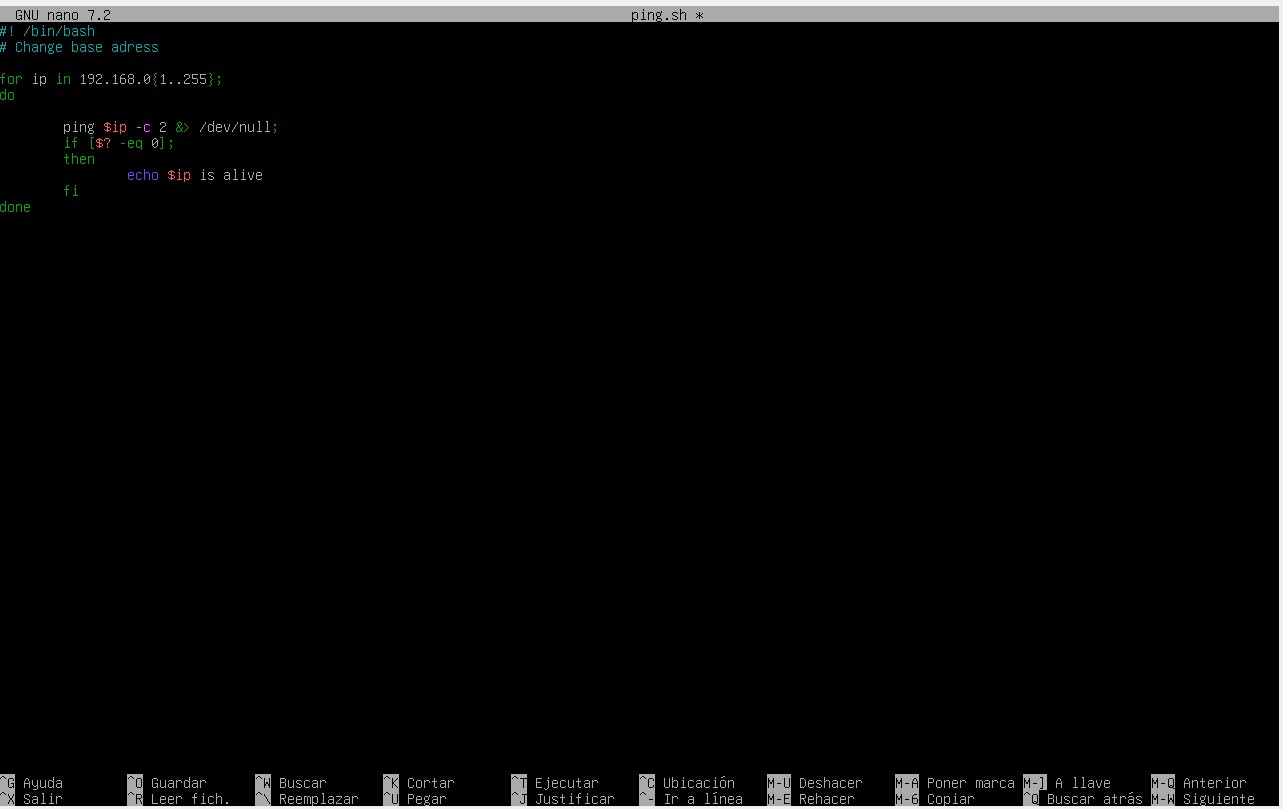 GNU nano 7.2 ping.sh *
#! /bin/bash
# Change base adress
for ip in 192.168.0{1..255};
do
ping $ip -c 2 &> /dev/null;
if [$? -eq 0];
then
echo $ip is alive
fi
done
^G Ayuda ^O Guardar ^W Buscar ^K Cortar ^T Ejecutar ^C Ubicación M-U Deshacer M-A Poner marca M-] A llave M-Q Anterior
^X Salir ^R Leer fich. ^\ Reemplazar ^U Pegar ^J Justificar ^- Ir a línea M-E Rehacer M-6 Copiar ^Q Buscar atrás M-W Siguiente